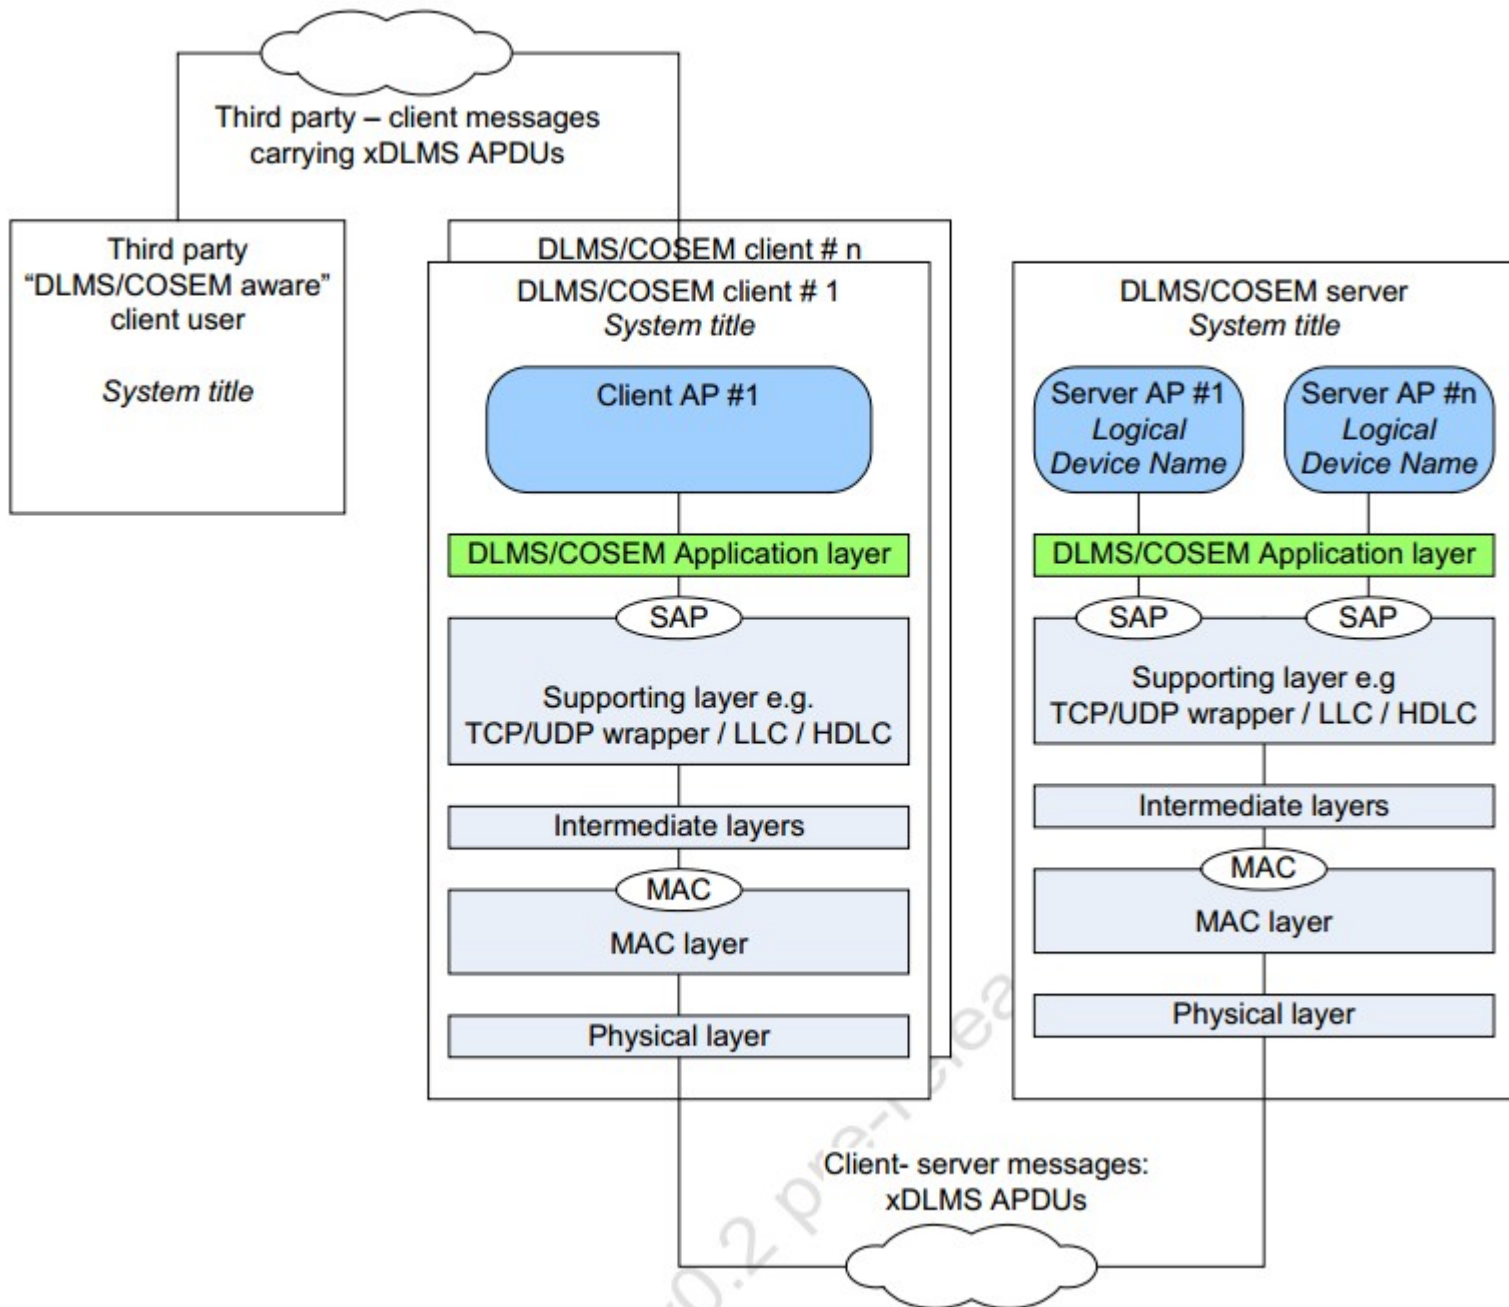 Third party – client messages
carrying xDLMS APDUs
Third party
“DLMS/COSEM aware”
client user
System title
DLMS/COSEM client # n
DLMS/COSEM client # 1
System title
Client AP #1
DLMS/COSEM Application layer
SAP
Supporting layer e.g.
TCP/UDP wrapper / LLC / HDLC
Intermediate layers
MAC
MAC layer
Physical layer
DLMS/COSEM server
System title
Server AP #1
Logical
Device Name
Server AP #n
Logical
Device Name
DLMS/COSEM Application layer
SAP
SAP
Supporting layer e.g
TCP/UDP wrapper / LLC / HDLC
Intermediate layers
MAC
MAC layer
Physical layer
Client- server messages:
xDLMS APDUs